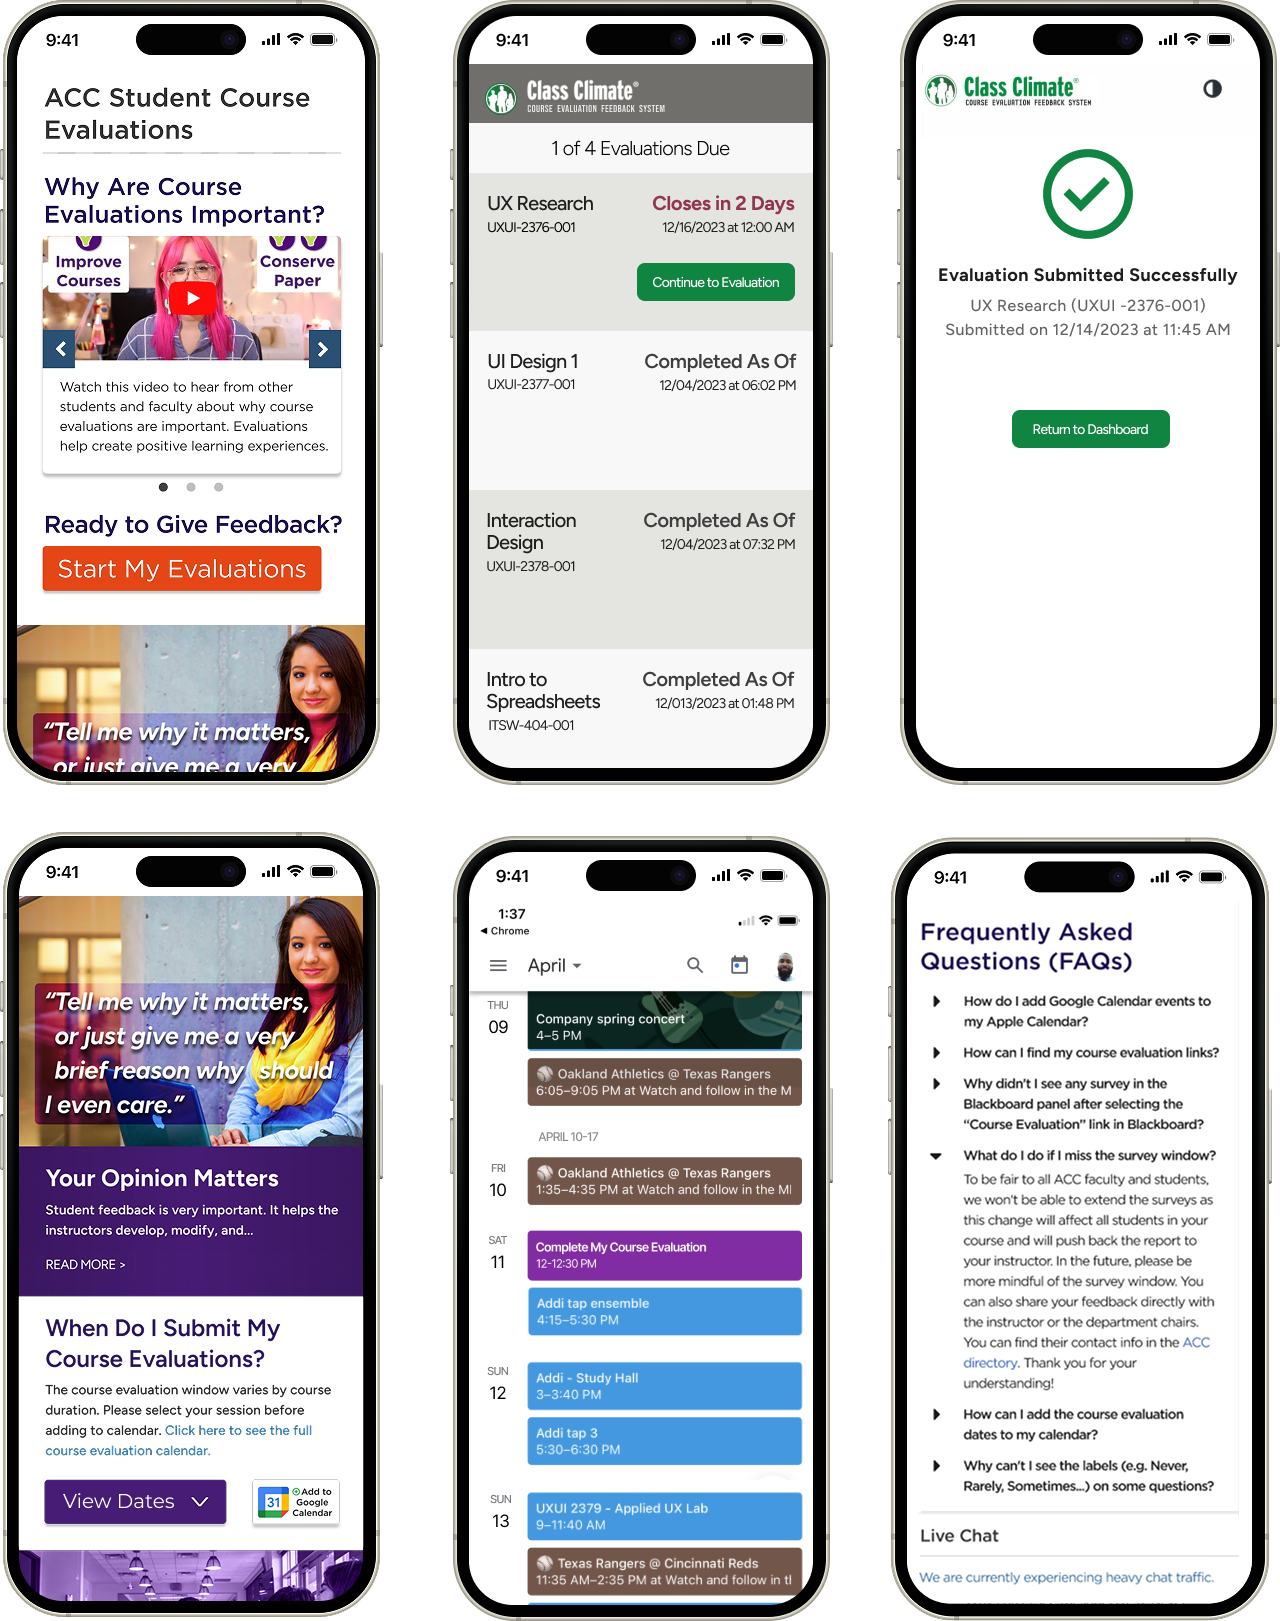 9:41
ACC Student Course
Evaluations
Why Are Course
Evaluations Important?
Improve
Courses
Conserve
Paper
Watch this video to hear from other
students and faculty about why course
evaluations are important. Evaluations
help create positive learning experiences.
Ready to Give Feedback?
Start My Evaluations
“Tell me why it matters,
or just give me a very
9:41
Class Climate®
COURSE EVALUATION FEEDBACK SYSTEM
1 of 4 Evaluations Due
UX Research
Closes in 2 Days
UXUI-2376-001
12/16/2023 at 12:00 AM
Continue to Evaluation
UI Design 1
Completed As Of
UXUI-2377-001
12/04/2023 at 06:02 PM
Interaction
Design
Completed As Of
12/04/2023 at 07:32 PM
UXUI-2378-001
Intro to
Spreadsheets
Completed As Of
12/013/2023 at 01:48 PM
ITSW-404-001
9:41
Class Climate®
COURSE EVALUATION FEEDBACK SYSTEM
Evaluation Submitted Successfully
UX Research (UXUI -2376-001)
Submitted on 12/14/2023 at 11:45 AM
Return to Dashboard
9:41
“Tell me why it matters,
or just give me a very
brief reason why I should
I even care.”
Your Opinion Matters
Student feedback is very important. It helps the
instructors develop, modify, and...
READ MORE >
When Do I Submit My
Course Evaluations?
The course evaluation window varies by course
duration. Please select your session before
adding to calendar. Click here to see the full
course evaluation calendar.
View Dates
31
Add to
Google
Calendar
9:41
1:37
◀ Chrome
April
THU
09
Company spring concert
4–5 PM
Oakland Athletics @ Texas Rangers
6:05–9:05 PM at Watch and follow in the M
APRIL 10-17
FRI
10
Oakland Athletics @ Texas Rangers
1:35–4:35 PM at Watch and follow in the Ml
SAT
11
Complete My Course Evaluation
12-12:30 PM
Addi tap ensemble
4:15–5:30 PM
SUN
12
Addi - Study Hall
3–3:40 PM
Addi tap 3
5:30–6:30 PM
SUN
13
UXUI 2379 - Applied UX Lab
9–11:40 AM
Texas Rangers @ Cincinnati Reds
11:35 AM–2:35 PM at Watch and follow in tl
9:41
Frequently Asked
Questions (FAQs)
How do I add Google Calendar events to
my Apple Calendar?
How can I find my course evaluation links?
Why didn't I see any survey in the
Blackboard panel after selecting the
“Course Evaluation” link in Blackboard?
What do I do if I miss the survey window?
To be fair to all ACC faculty and students,
we won't be able to extend the surveys as
this change will affect all students in your
course and will push back the report to
your instructor. In the future, please be
more mindful of the survey window. You
can also share your feedback directly with
the instructor or the department chairs.
You can find their contact info in the ACC
directory. Thank you for your
understanding!
How can I add the course evaluation
dates to my calendar?
Why can't I see the labels (e.g. Never,
Rarely, Sometimes...) on some questions?
Live Chat
We are currently experiencing heavy chat traffic.